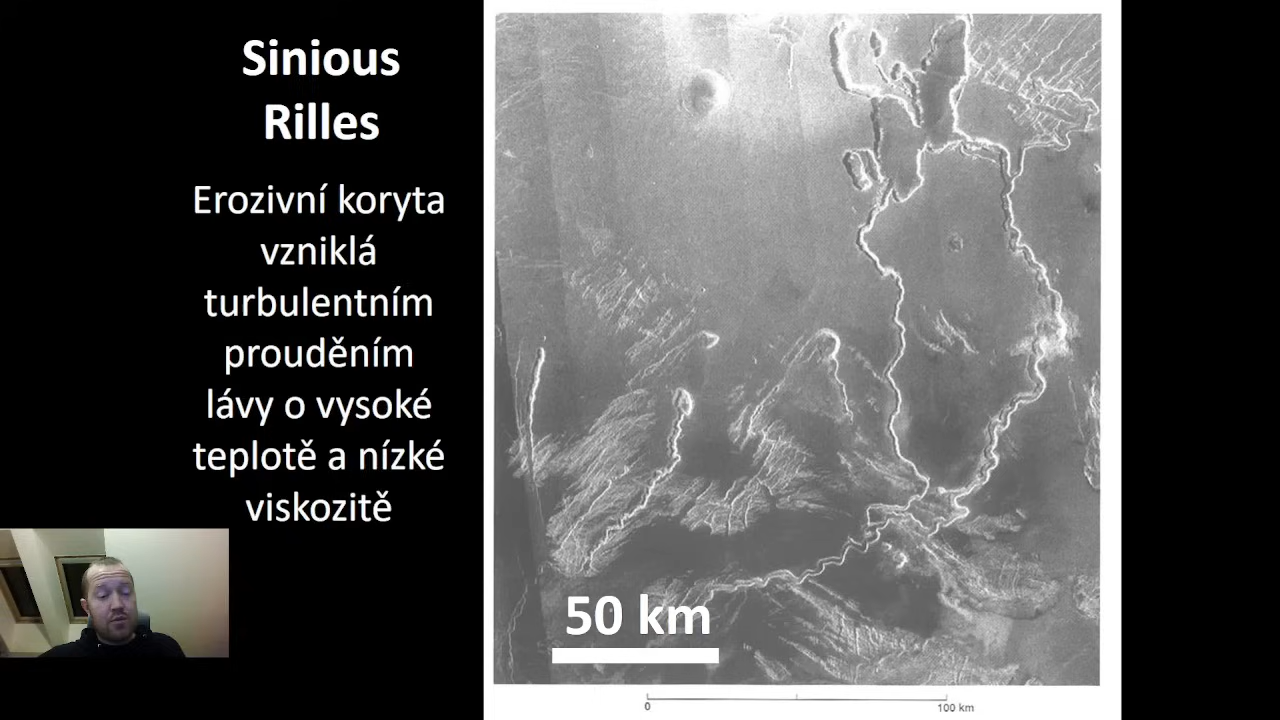 Sinious
Rilles
Erozivní koryta
vzniklá
turbulentním
prouděním
lávy o vysoké
teplotě a nízké
viskozitě
50 km
0 100 km